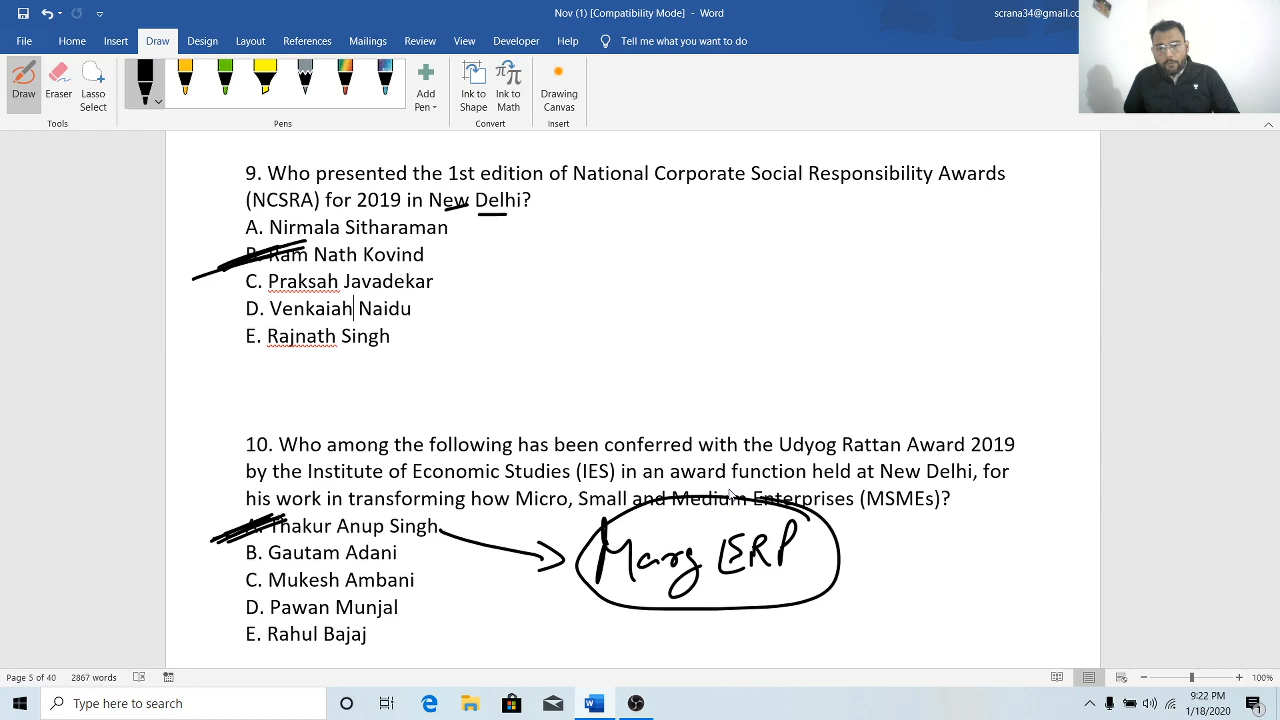 Nov (1) [Compatibility Mode] - Word
scrana34@gmail.co
File Home Insert Draw Design Layout References Mailings Review View Developer Help Tell me what you want to do
Draw Eraser Lasso Select Add Pen Ink to Shape Ink to Math Drawing Canvas
Tools Pens Convert Insert
9. Who presented the 1st edition of National Corporate Social Responsibility Awards
(NCSRA) for 2019 in New Delhi?
A. Nirmala Sitharaman
B. Ram Nath Kovind
C. Praksah Javadekar
D. Venkaiah Naidu
E. Rajnath Singh
10. Who among the following has been conferred with the Udyog Rattan Award 2019
by the Institute of Economic Studies (IES) in an award function held at New Delhi, for
his work in transforming how Micro, Small and Medium Enterprises (MSMEs)?
A. Thakur Anup Singh
Marg ERP
B. Gautam Adani
C. Mukesh Ambani
D. Pawan Munjal
E. Rahul Bajaj
Page 5 of 40 2867 words 100%
Type here to search 9:22 PM
1/18/2020